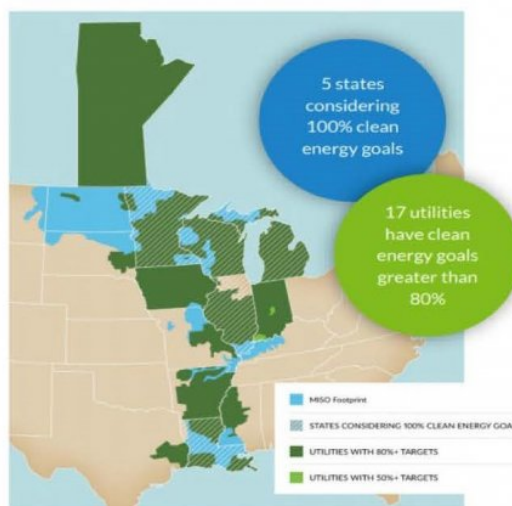 5 states
considering
100% clean
energy goals
17 utilities
have clean
energy goals
greater than
80%
MISO Footprint
STATES CONSIDERING 100% CLEAN ENERGY GOA
UTILITIES WITH 80%+ TARGETS
UTILITIES WITH 50%+ TARGETS